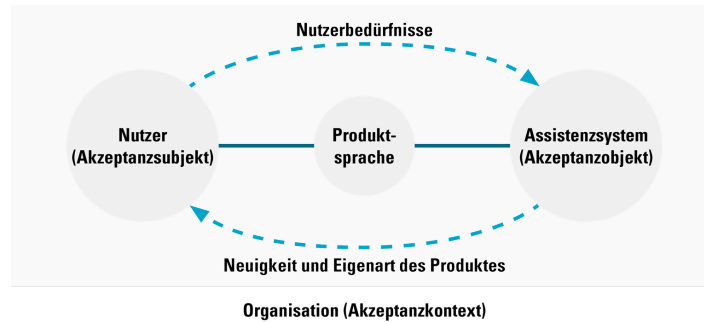 Nutzerbedürfnisse
Nutzer
(Akzeptanzsubjekt)
Produkt-
sprache
Assistenzsystem
(Akzeptanzobjekt)
Neuigkeit und Eigenart des Produktes
Organisation (Akzeptanzkontext)